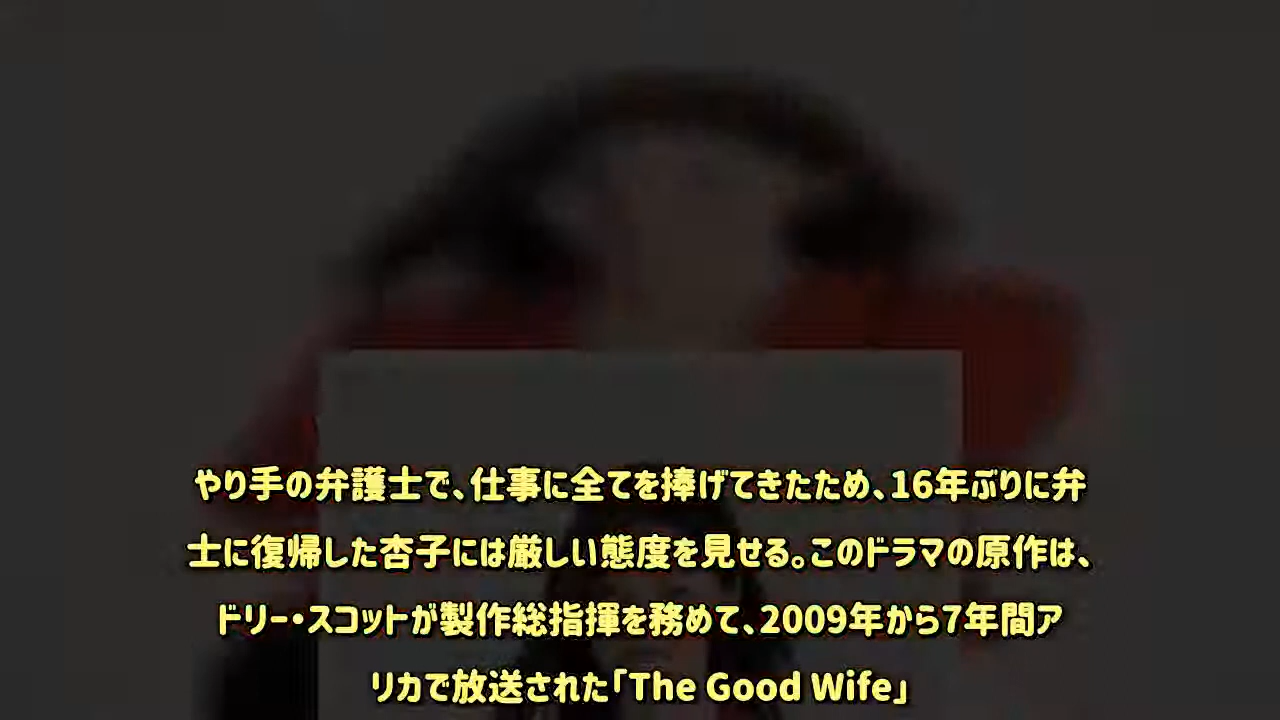 やり手の弁護士で、仕事に全てを捧げてきたため、16年ぶりに弁
士に復帰した杏子には厳しい態度を見せる。このドラマの原作は、
ドリー・スコットが製作総指揮を務めて、2009年から7年間ア
リカで放送された「The Good Wife」